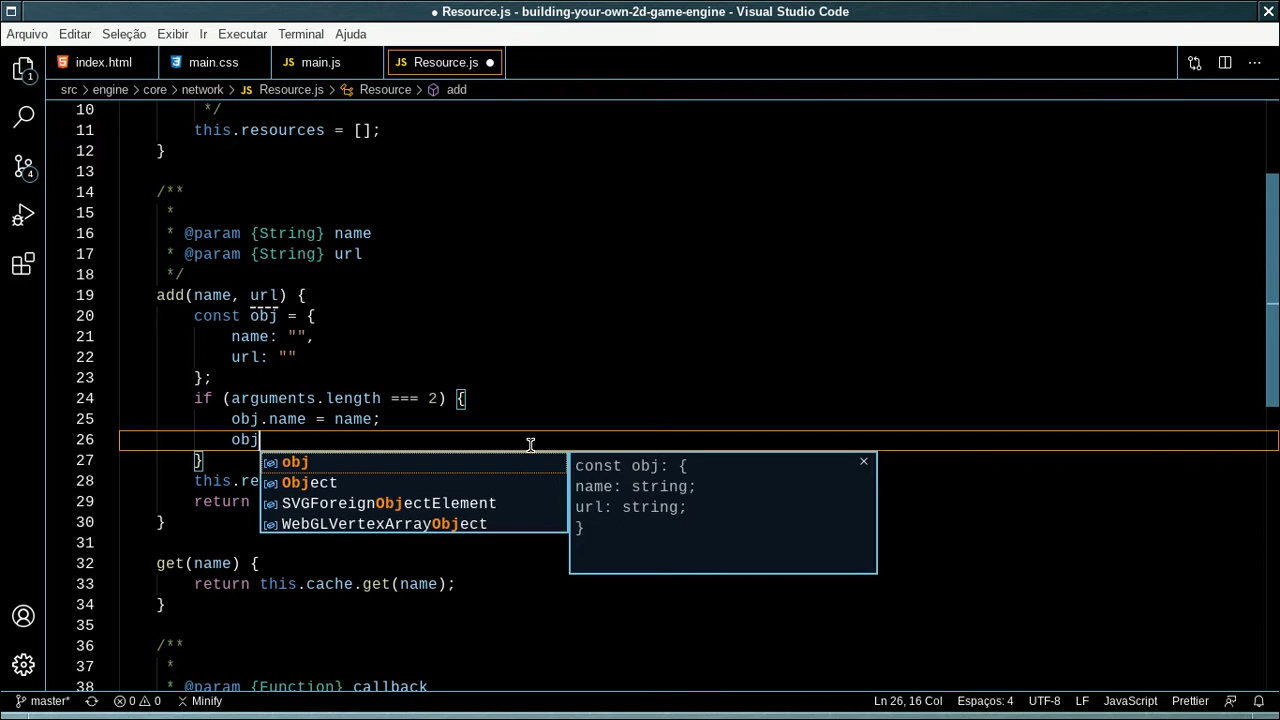 ● Resource.js - building-your-own-2d-game-engine - Visual Studio Code
Arquivo Editar Seleção Exibir Ir Executar Terminal Ajuda
index.html main.css JS main.js JS Resource.js ●
src > engine > core > network > JS Resource.js > Resource > add
10 */
11 this.resources = [];
12 }
13
14 /**
15 *
16 * @param {String} name
17 * @param {String} url
18 */
19 add(name, url) {
20 const obj = {
21 name: "",
22 url: ""
23 };
24 if (arguments.length === 2) {
25 obj.name = name;
26 obj
27 }
28 this.re
29 return
30 }
31
32 get(name) {
33 return this.cache.get(name);
34 }
35
36 /**
37 *
38 * @param {Function} callback
obj
Object
SVGForeignObjectElement
WebGLVertexArrayObject
const obj: {
name: string;
url: string;
}
1
4
master* 0 0 Minify Ln 26, 16 Col Espaços: 4 UTF-8 LF JavaScript Prettier